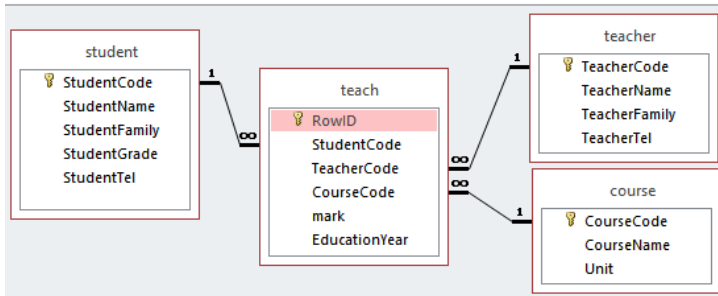 student
StudentCode
StudentName
StudentFamily
StudentGrade
StudentTel
1
∞
teach
RowID
StudentCode
TeacherCode
CourseCode
mark
EducationYear
1
∞
teacher
TeacherCode
TeacherName
TeacherFamily
TeacherTel
∞
1
course
CourseCode
CourseName
Unit